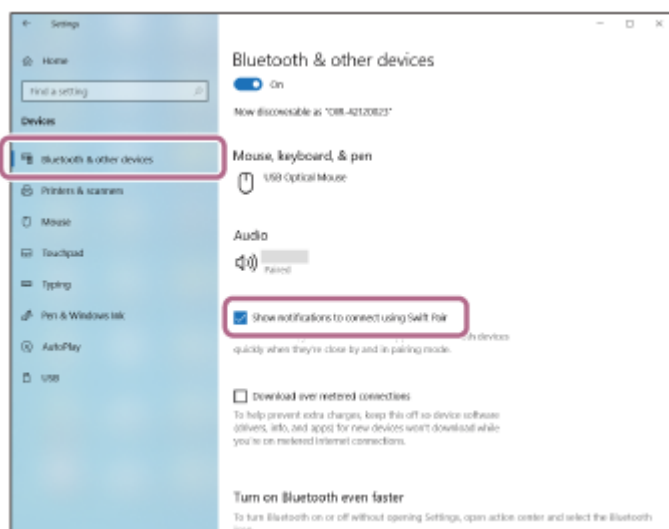 Settings
Home
Find a setting
Devices
Bluetooth & other devices
Printers & scanners
Mouse
Touchpad
Typing
Pen & Windows Ink
AutoPlay
USB
Bluetooth & other devices
On
Now discoverable as
Mouse, keyboard, & pen
USB Optical Mouse
Audio
Paired
Show notifications to connect using Swift Pair
devices
quickly when they're close by and in pairing mode.
Download over metered connections
To help prevent extra charges, keep this off so device software
(drivers, info, and apps) for new devices won't download while
you're on metered Internet connections.
Turn on Bluetooth even faster
To turn Bluetooth on or off without opening Settings, open action center and select the Bluetooth